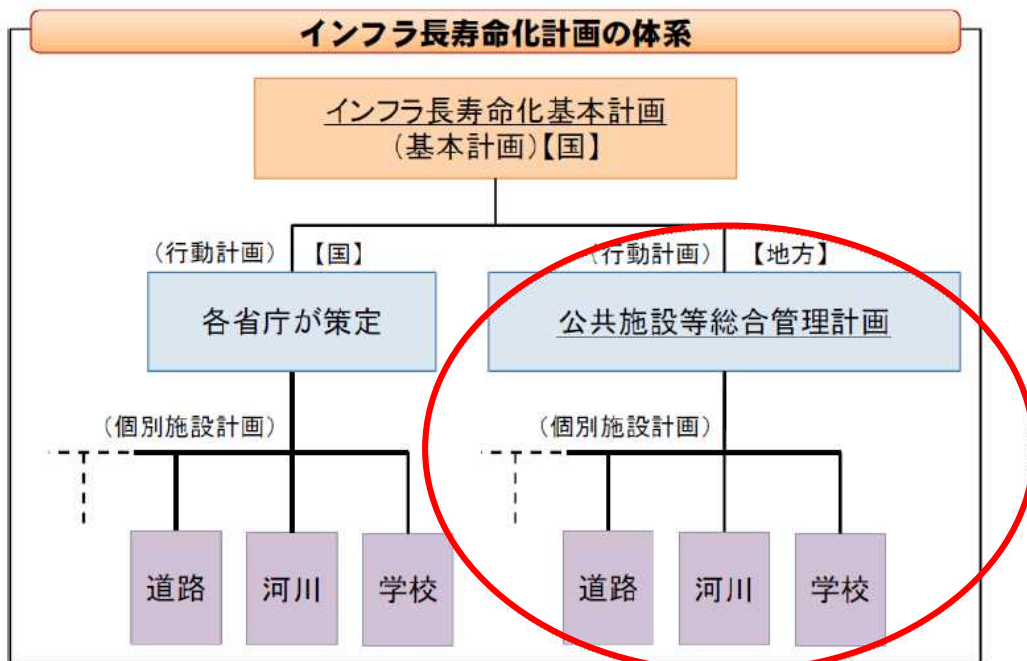 インフラ長寿命化計画の体系
インフラ長寿命化基本計画
(基本計画)【国】
(行動計画) 【国】
(行動計画) 【地方】
各省庁が策定
公共施設等総合管理計画
(個別施設計画)
(個別施設計画)
道路 河川 学校
道路 河川 学校